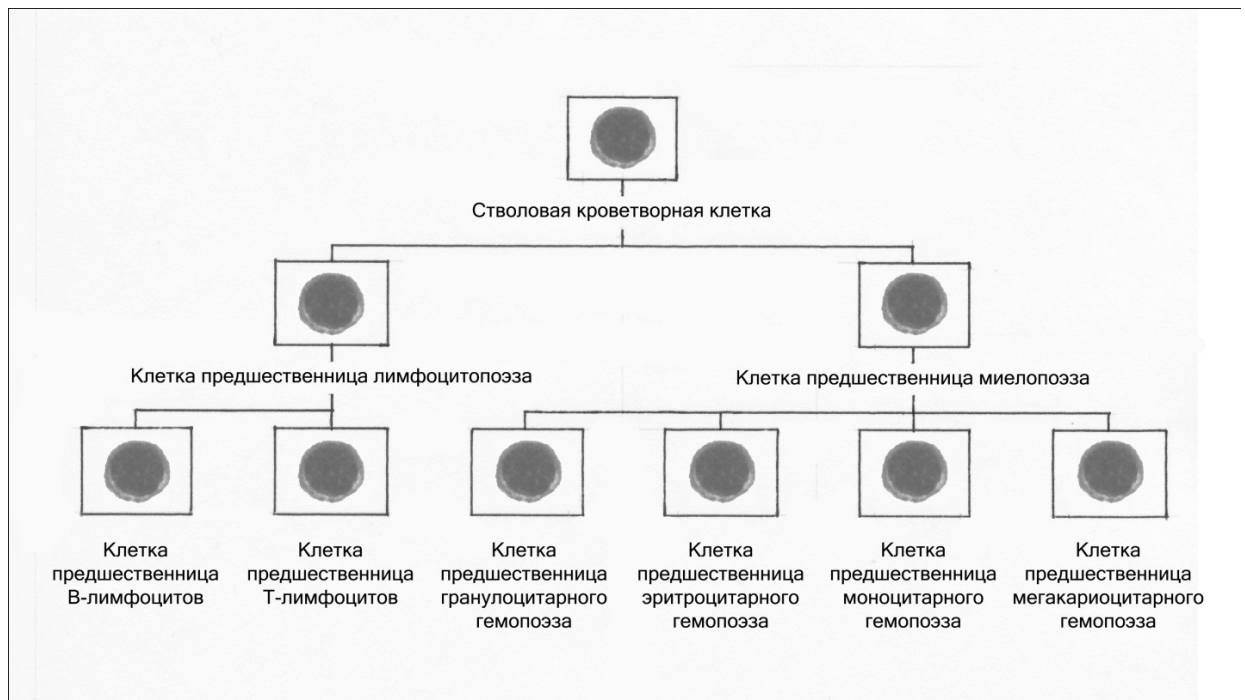 Стволовая кроветворная клетка
Клетка предшественница лимфоцитопоэза
Клетка предшественница миелопоэза
Клетка
предшественница
В-лимфоцитов
Клетка
предшественница
Т-лимфоцитов
Клетка
предшественница
гранулоцитарного
гемопоэза
Клетка
предшественница
эритроцитарного
гемопоэза
Клетка
предшественница
моноцитарного
гемопоэза
Клетка
предшественница
мегакариоцитарного
гемопоэза